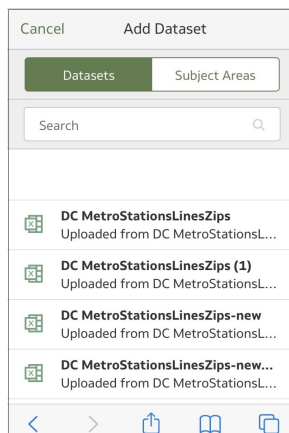 Cancel Add Dataset
Datasets Subject Areas
Search
DC MetroStationsLinesZips
Uploaded from DC MetroStationsL...
DC MetroStationsLinesZips (1)
Uploaded from DC MetroStationsL...
DC MetroStationsLinesZips-new
Uploaded from DC MetroStationsL...
DC MetroStationsLinesZips-new...
Uploaded from DC MetroStationsL...